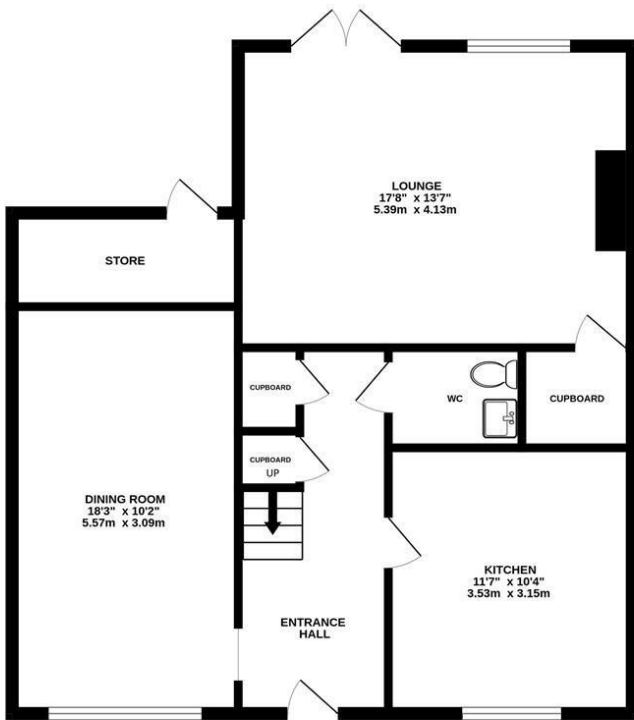 LOUNGE
17'8" x 13'7"
5.39m x 4.13m
STORE
CUPBOARD
WC
CUPBOARD
CUPBOARD
UP
DINING ROOM
18'3" x 10'2"
5.57m x 3.09m
KITCHEN
11'7" x 10'4"
3.53m x 3.15m
ENTRANCE
HALL